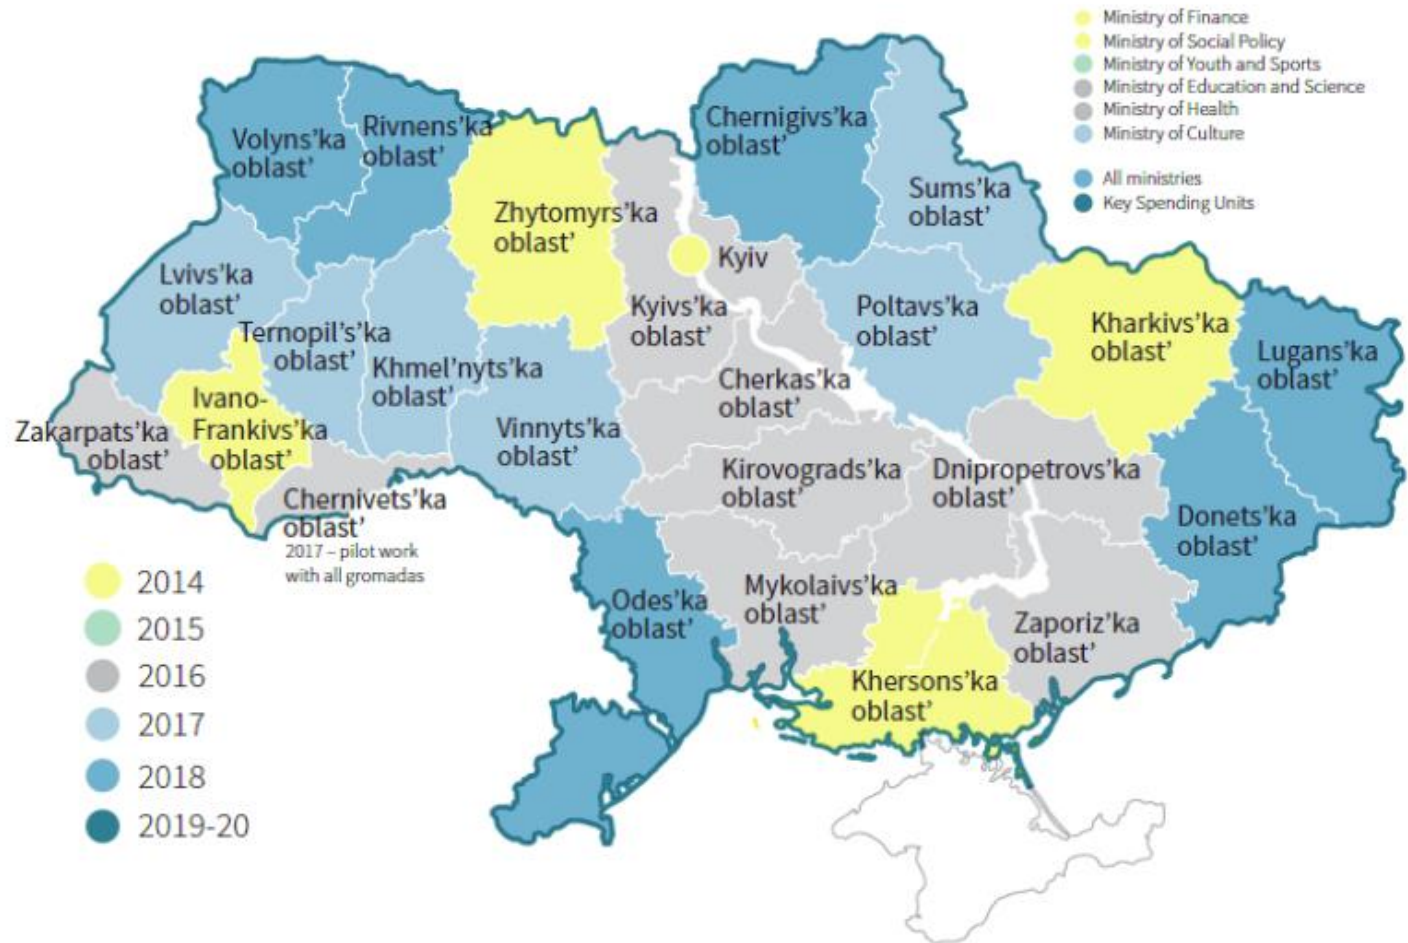 Ministry of Finance
Ministry of Social Policy
Ministry of Youth and Sports
Ministry of Education and Science
Ministry of Health
Ministry of Culture
All ministries
Key Spending Units
Volyns’ka
oblast’
Rivnens’ka
oblast’
Chernigivs’ka
oblast’
Sums’ka
oblast’
Zhytomyrs’ka
oblast’
Kyiv
Lvivs’ka
oblast’
Kyivs’ka
oblast’
Poltavs’ka
oblast’
Kharkivs’ka
oblast’
Ternopil’s’ka
oblast’
Khmel’nyts’ka
oblast’
Lugans’ka
oblast’
Ivano-
Frankivs’ka
oblast’
Cherkas’ka
oblast’
Zakarpats’ka
oblast’
Vinnyts’ka
oblast’
Kirovograds’ka
oblast’
Dnipropetrovs’ka
oblast’
Chernivets’ka
oblast’
2017 – pilot work
with all gromadas
Donets’ka
oblast’
Odes’ka
oblast’
Mykolaivs’ka
oblast’
Zaporiz’ka
oblast’
Khersons’ka
oblast’
2014
2015
2016
2017
2018
2019-20